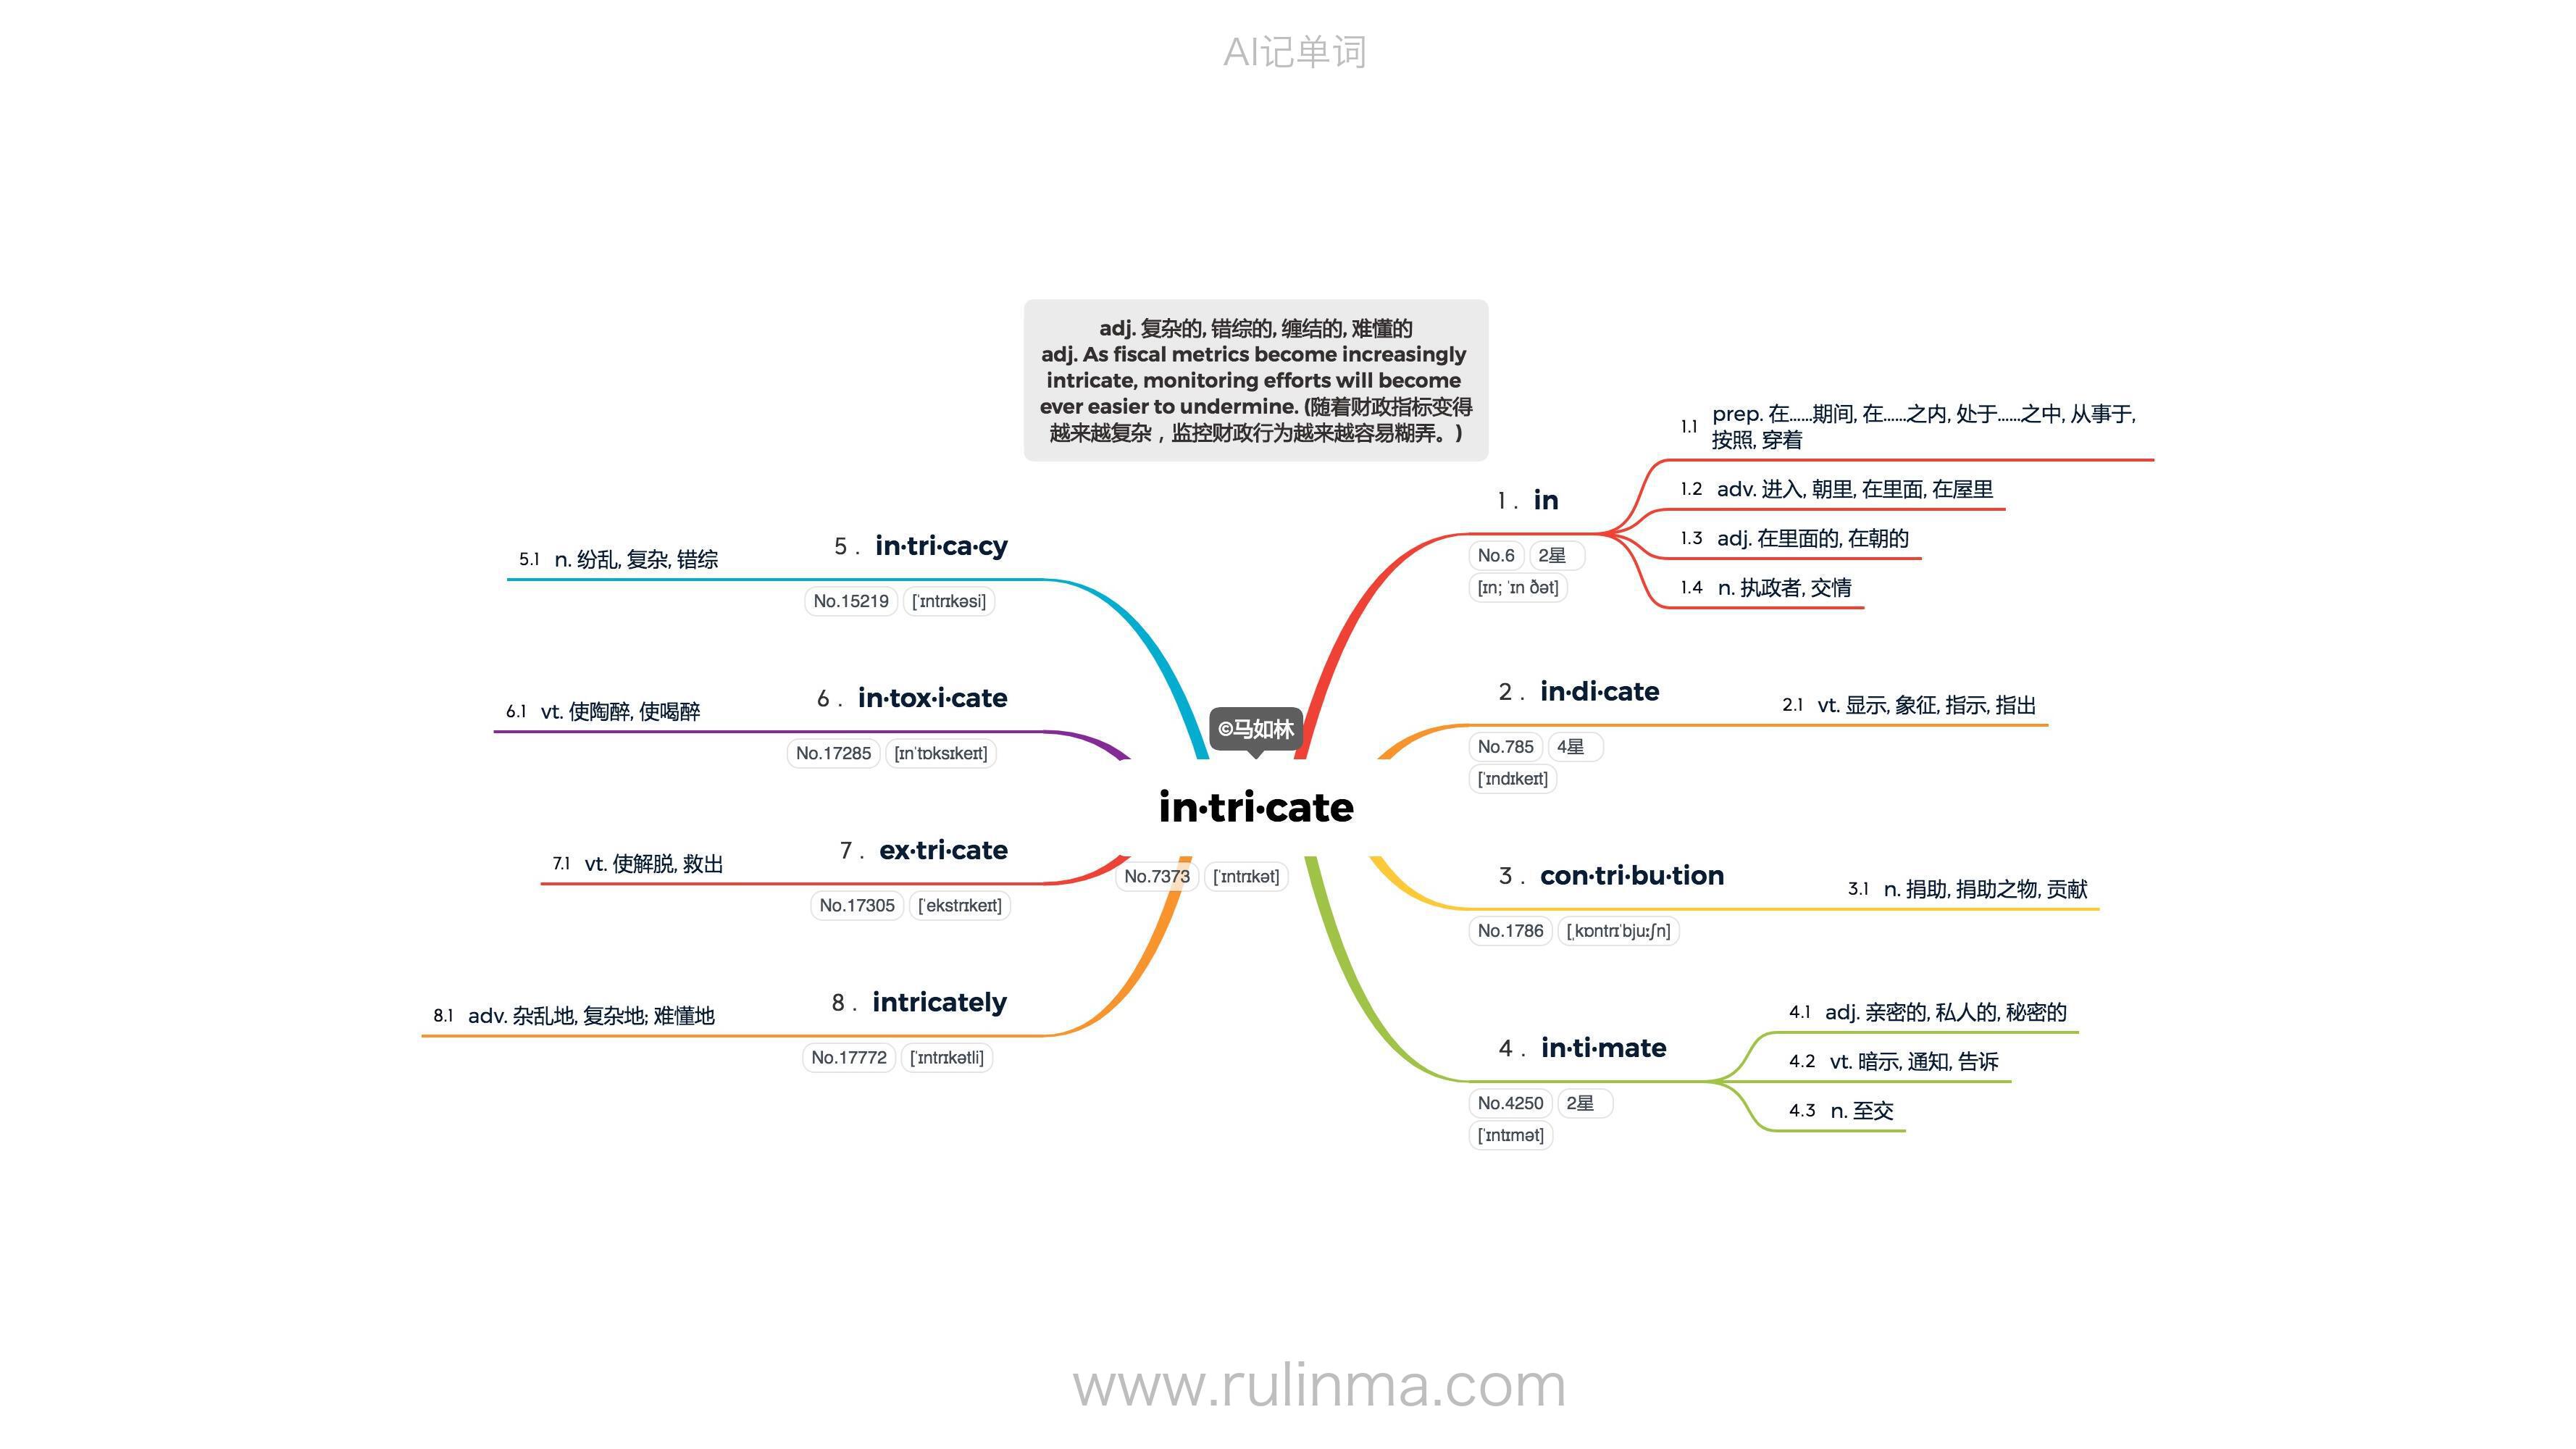 AI记单词
adj. 复杂的, 错综的, 缠结的, 难懂的
adj. As fiscal metrics become increasingly
intricate, monitoring efforts will become
ever easier to undermine. (随着财政指标变得
越来越复杂，监控财政行为越来越容易糊弄。)
©马如林
in·tri·cate
No.7373 [ˈɪntrɪkət]
1. in
No.6 2星
[ɪn; ˈɪn ðət]
1.1 prep. 在……期间, 在……之内, 处于……之中, 从事于,
按照, 穿着
1.2 adv. 进入, 朝里, 在里面, 在屋里
1.3 adj. 在里面的, 在朝的
1.4 n. 执政者, 交情
2. in·di·cate
No.785 4星
[ˈɪndɪkeɪt]
2.1 vt. 显示, 象征, 指示, 指出
3. con·tri·bu·tion
No.1786 [ˌkɒntrɪˈbjuːʃn]
3.1 n. 捐助, 捐助之物, 贡献
4. in·ti·mate
No.4250 2星
[ˈɪntɪmət]
4.1 adj. 亲密的, 私人的, 秘密的
4.2 vt. 暗示, 通知, 告诉
4.3 n. 至交
5. in·tri·ca·cy
No.15219 [ˈɪntrɪkəsi]
5.1 n. 纷乱, 复杂, 错综
6. in·tox·i·cate
No.17285 [ɪnˈtɒksɪkeɪt]
6.1 vt. 使陶醉, 使喝醉
7. ex·tri·cate
No.17305 [ˈekstrɪkeɪt]
7.1 vt. 使解脱, 救出
8. intricately
No.17772 [ˈɪntrɪkətli]
8.1 adv. 杂乱地, 复杂地; 难懂地
www.rulinma.com